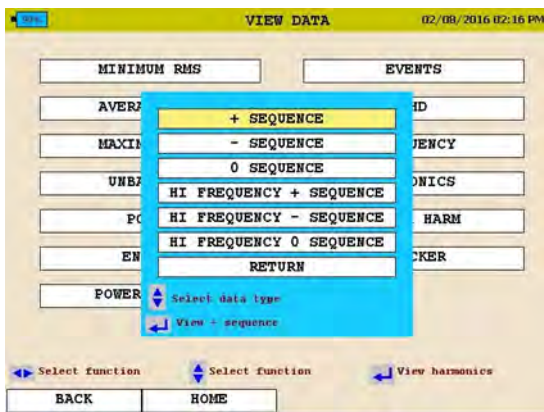 VIEW DATA 02/08/2016 02:16 PM
MINIMUM RMS EVENTS
AVERA HD
+ SEQUENCE
MAXIM UENCY
- SEQUENCE
0 SEQUENCE
UNBA ONICS
HI FREQUENCY + SEQUENCE
PO HARM
HI FREQUENCY - SEQUENCE
HI FREQUENCY 0 SEQUENCE
EN CKER
RETURN
POWER
Select data type
View + sequence
Select function Select function View harmonics
BACK HOME